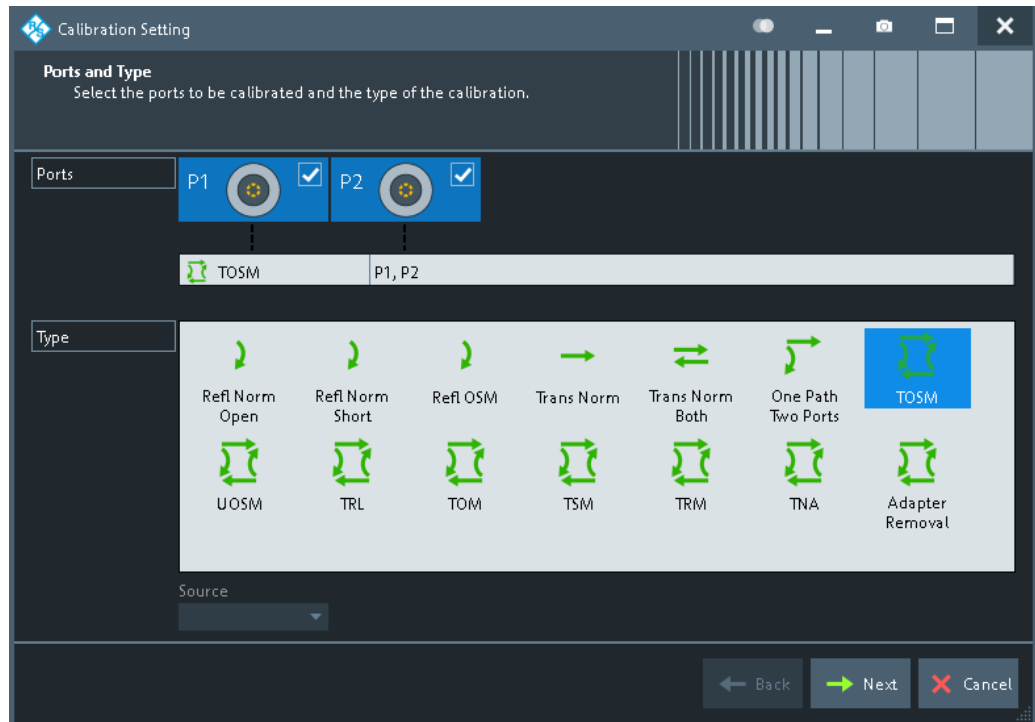 Calibration Setting
Ports and Type
Select the ports to be calibrated and the type of the calibration.
Ports
P1
P2
TOSM
P1, P2
Type
Refl Norm
Open
Refl Norm
Short
Refl OSM
Trans Norm
Trans Norm
Both
One Path
Two Ports
TOSM
UOSM
TRL
TOM
TSM
TRM
TNA
Adapter
Removal
Source
Back
Next
Cancel